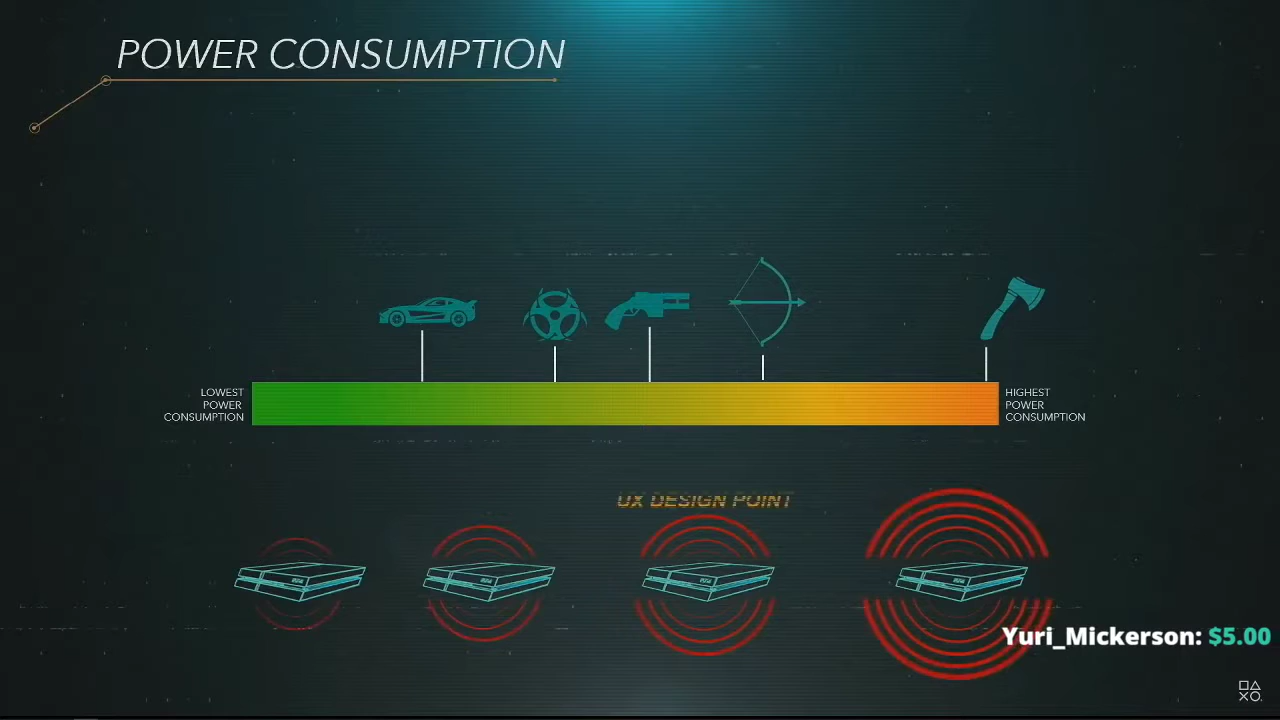 POWER CONSUMPTION
LOWEST
POWER
CONSUMPTION
HIGHEST
POWER
CONSUMPTION
UX DESIGN POINT
Yuri_Mickerson: $5.00